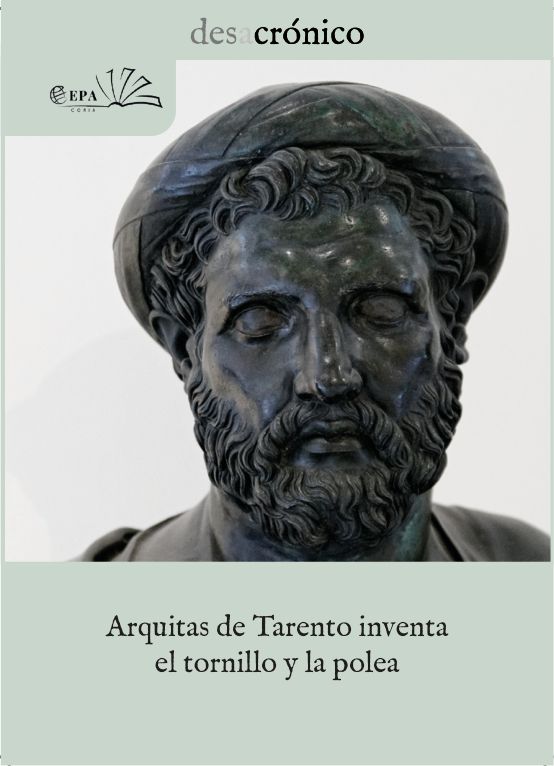 desacrónico
EPA
CORIA
Arquitas de Tarento inventa
el tornillo y la polea